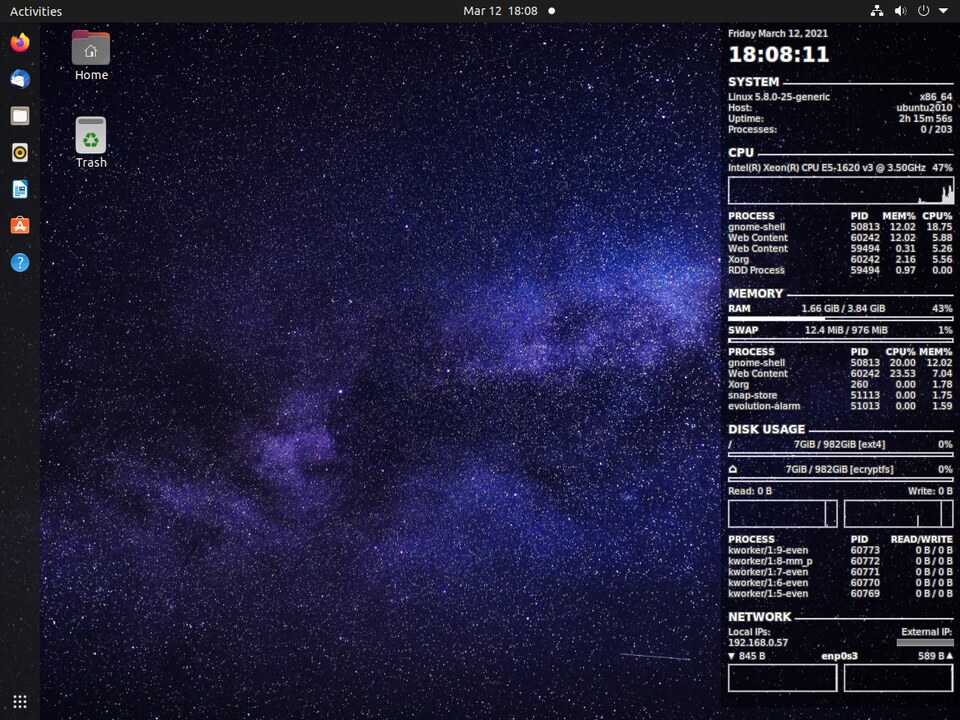 Activities
Mar 12 18:08
Home
Trash
Friday March 12, 2021
18:08:11
SYSTEM
Linux 5.8.0-25-generic x86_64
Host: ubuntu2010
Uptime: 2h 15m 56s
Processes: 0 / 203
CPU
Intel(R) Xeon(R) CPU E5-1620 v3 @ 3.50GHz 47%
PROCESS PID MEM% CPU%
gnome-shell 50813 12.02 18.75
Web Content 60242 12.02 5.88
Web Content 59494 0.31 5.26
Xorg 60242 2.16 5.56
RDD Process 59494 0.97 0.00
MEMORY
RAM 1.66 GiB / 3.84 GiB 43%
SWAP 12.4 MiB / 976 MiB 1%
PROCESS PID CPU% MEM%
gnome-shell 50813 20.00 12.02
Web Content 60242 23.53 7.04
Xorg 260 0.00 1.78
snap-store 51113 0.00 1.75
evolution-alarm 51013 0.00 1.59
DISK USAGE
/ 7GiB / 982GiB [ext4] 0%
7GiB / 982GiB [ecryptfs] 0%
Read: 0 B Write: 0 B
PROCESS PID READ/WRITE
kworker/1:9-even 60773 0 B / 0 B
kworker/1:8-mm_p 60772 0 B / 0 B
kworker/1:7-even 60771 0 B / 0 B
kworker/1:6-even 60770 0 B / 0 B
kworker/1:5-even 60769 0 B / 0 B
NETWORK
Local IPs: External IP:
192.168.0.57
▼ 845 B enp0s3 589 B ▲